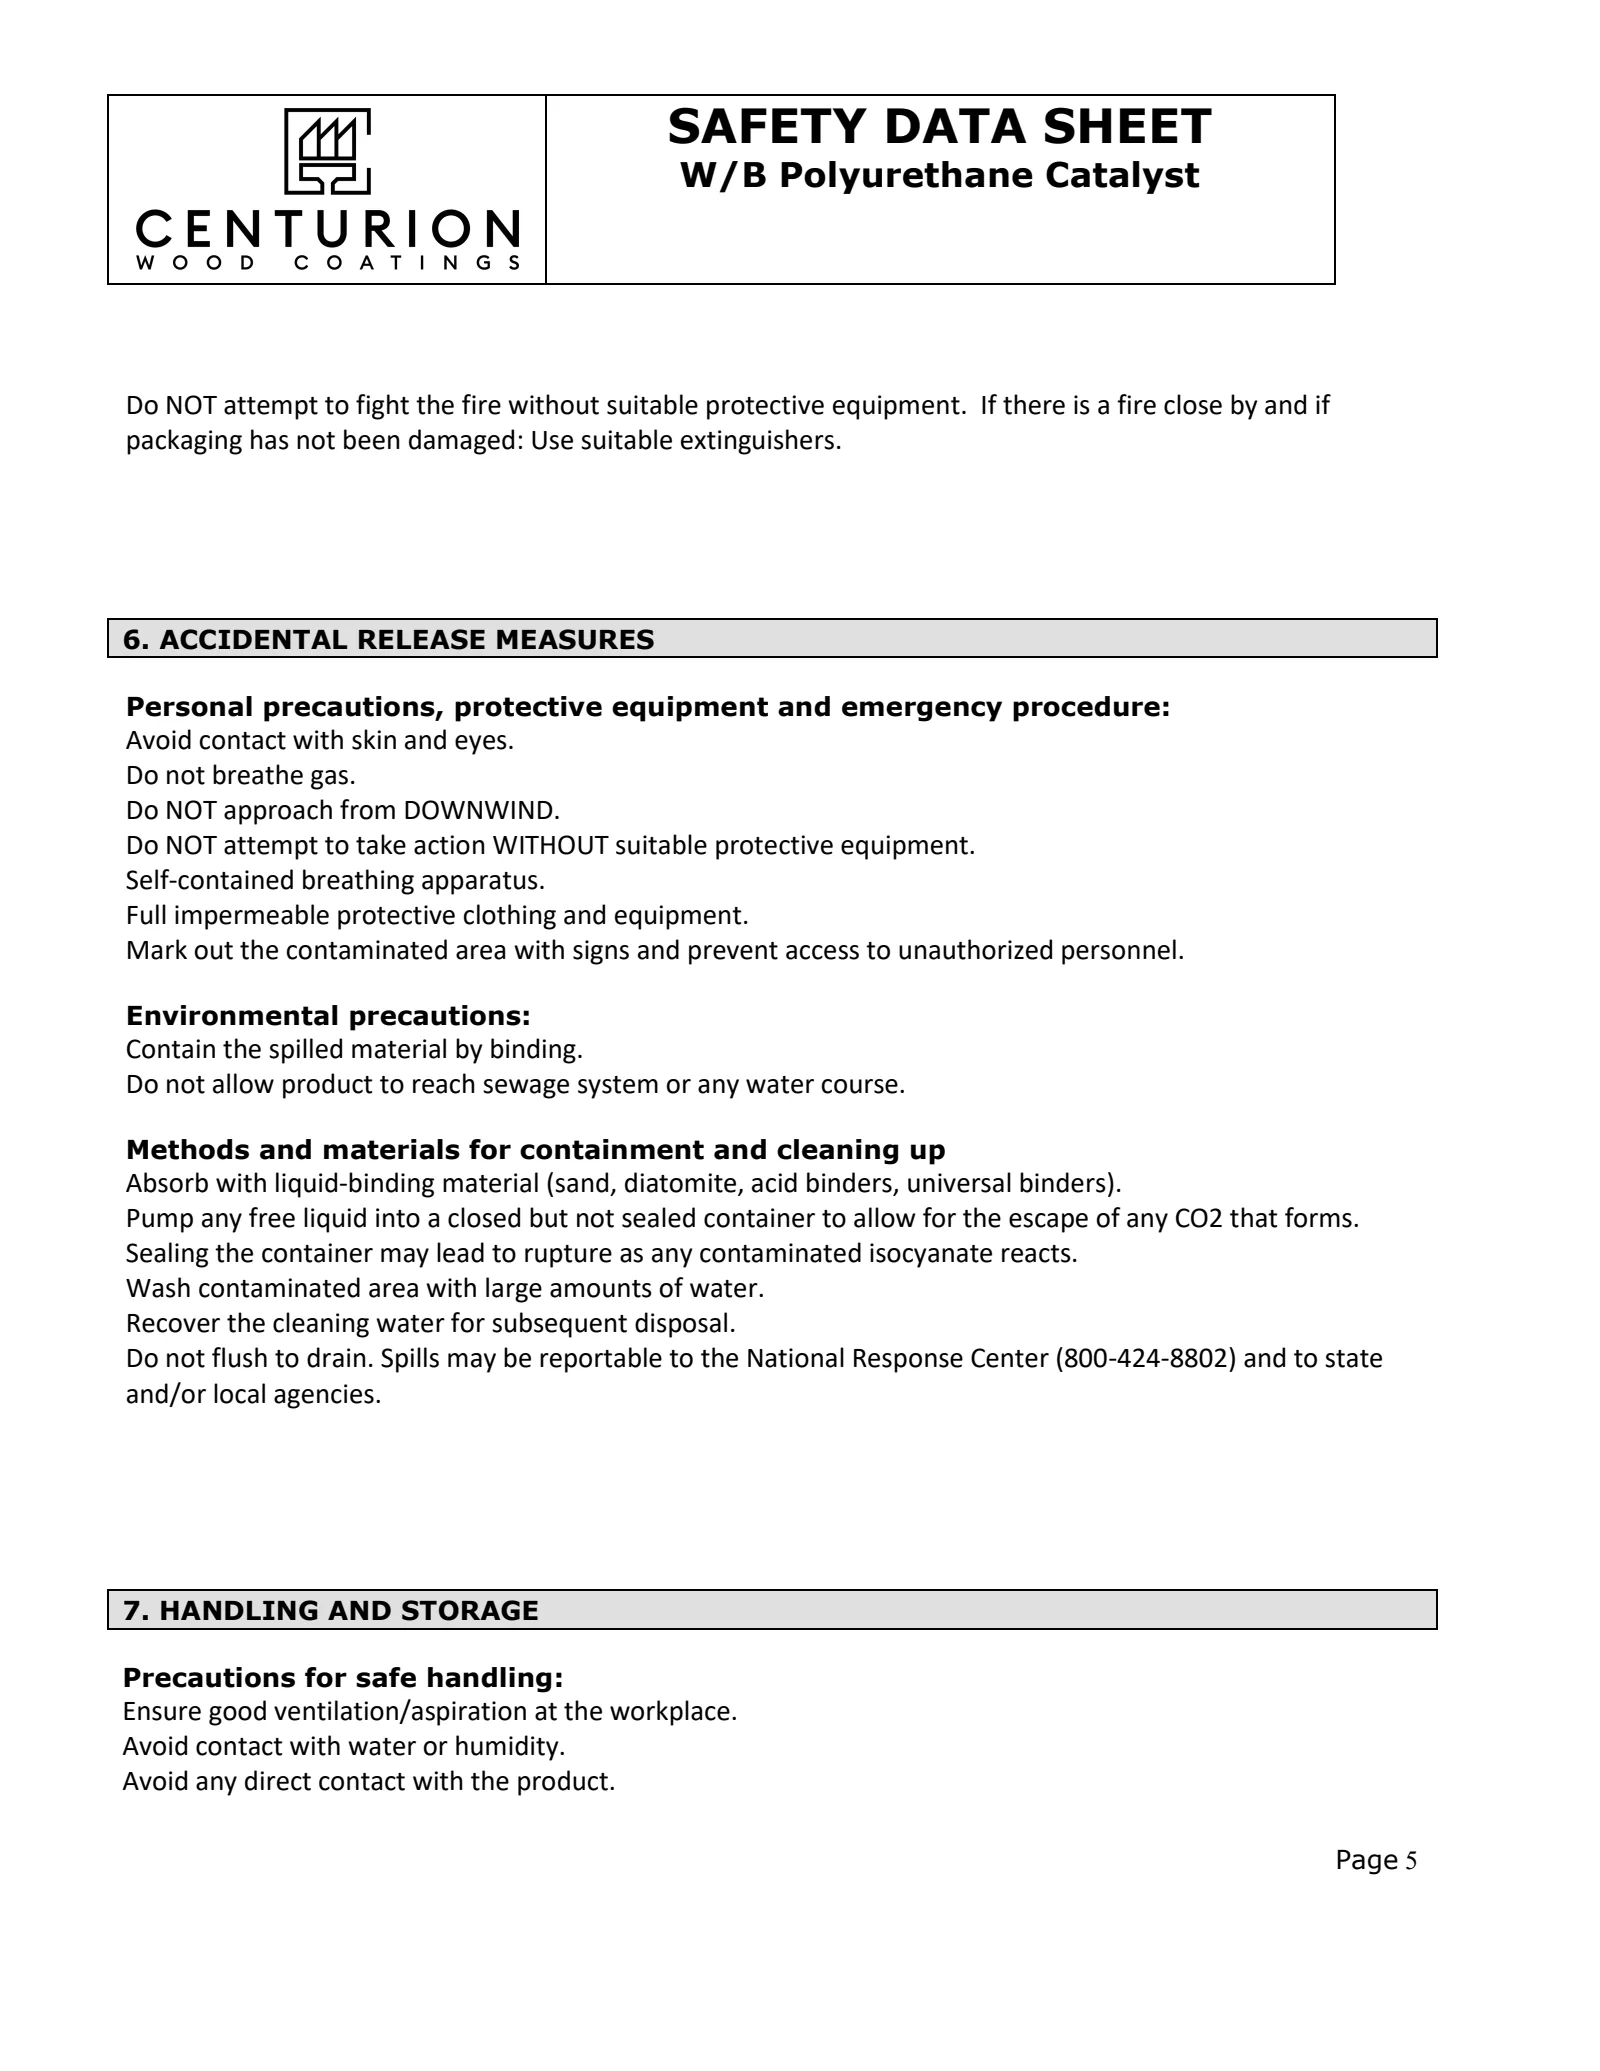 CENTURION
WOOD COATINGS
SAFETY DATA SHEET
W/B Polyurethane Catalyst
Do NOT attempt to fight the fire without suitable protective equipment.  If there is a fire close by and if
packaging has not been damaged: Use suitable extinguishers.
6. ACCIDENTAL RELEASE MEASURES
Personal precautions, protective equipment and emergency procedure:
Avoid contact with skin and eyes.
Do not breathe gas.
Do NOT approach from DOWNWIND.
Do NOT attempt to take action WITHOUT suitable protective equipment.
Self-contained breathing apparatus.
Full impermeable protective clothing and equipment.
Mark out the contaminated area with signs and prevent access to unauthorized personnel.
Environmental precautions:
Contain the spilled material by binding.
Do not allow product to reach sewage system or any water course.
Methods and materials for containment and cleaning up
Absorb with liquid-binding material (sand, diatomite, acid binders, universal binders).
Pump any free liquid into a closed but not sealed container to allow for the escape of any CO2 that forms.
Sealing the container may lead to rupture as any contaminated isocyanate reacts.
Wash contaminated area with large amounts of water.
Recover the cleaning water for subsequent disposal.
Do not flush to drain. Spills may be reportable to the National Response Center (800-424-8802) and to state
and/or local agencies.
7. HANDLING AND STORAGE
Precautions for safe handling:
Ensure good ventilation/aspiration at the workplace.
Avoid contact with water or humidity.
Avoid any direct contact with the product.
Page 5